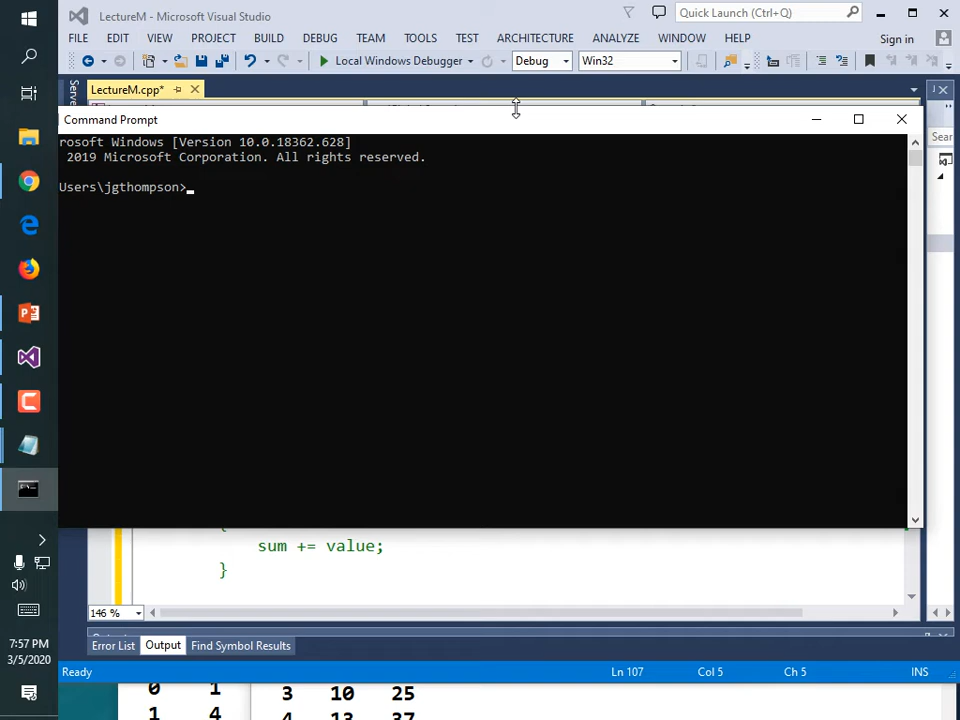 LectureM - Microsoft Visual Studio
Quick Launch (Ctrl+Q)
FILE EDIT VIEW PROJECT BUILD DEBUG TEAM TOOLS TEST ARCHITECTURE ANALYZE WINDOW HELP Sign in
Local Windows Debugger Debug Win32
LectureM.cpp*
Command Prompt
rosoft Windows [Version 10.0.18362.628]
2019 Microsoft Corporation. All rights reserved.
Users\jgthompson>
Sear
sum += value;
}
146 %
Error List Output Find Symbol Results
Ready Ln 107 Col 5 Ch 5 INS
7:57 PM
3/5/2020
0 1
1 4
3 10 25
4 13 37